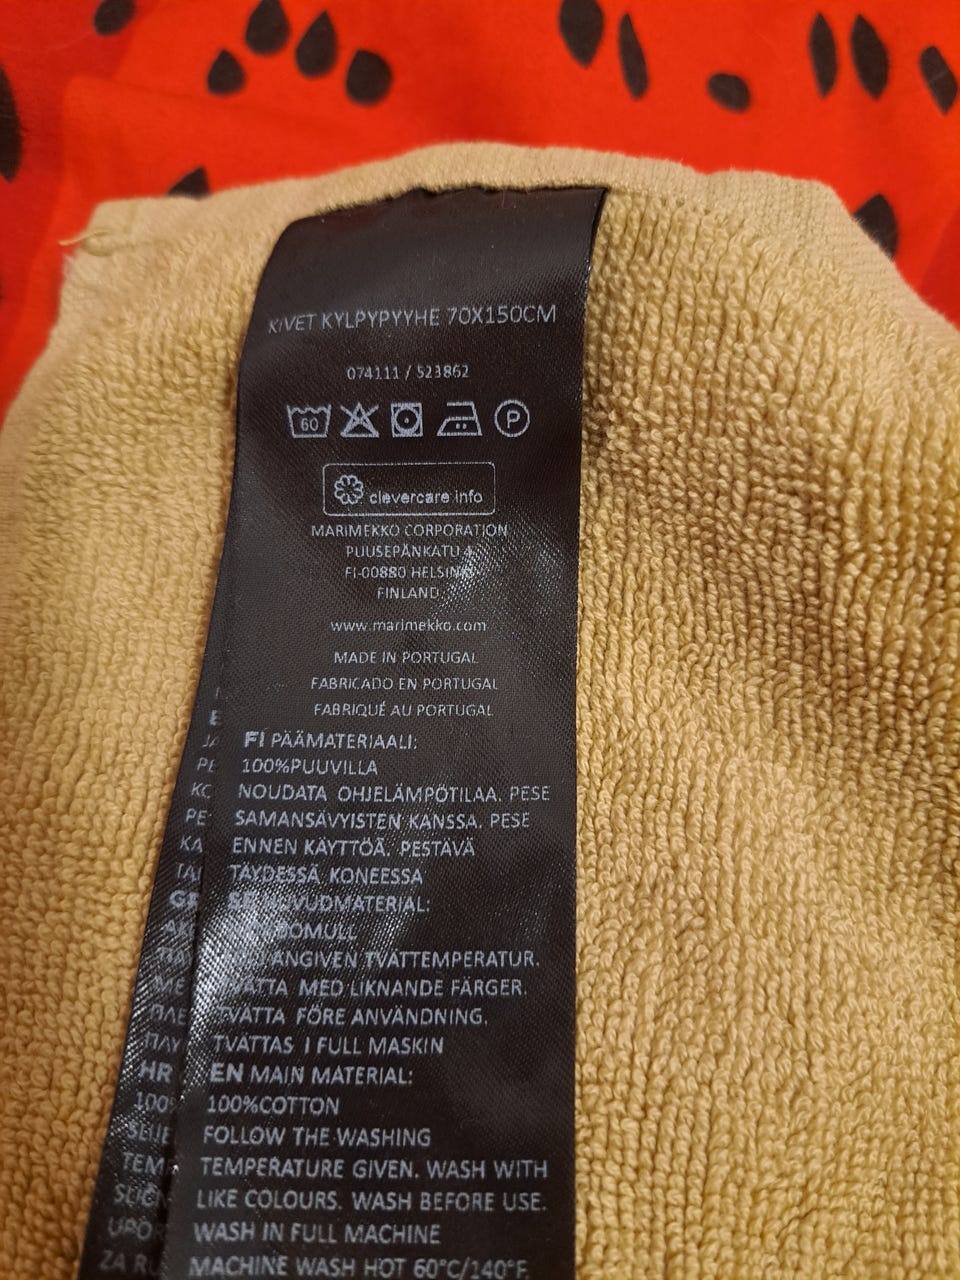 KIVET KYLPYPYYHE 70X150CM
074111 / 523862
60
P
clevercare.info
MARIMEKKO CORPORATION
PUUSEPÄNKATU 4
FI-00880 HELSINKI
FINLAND
www.marimekko.com
MADE IN PORTUGAL
FABRICADO EN PORTUGAL
FABRIQUÉ AU PORTUGAL
FI PÄÄMATERIAALI:
100%PUUVILLA
NOUDATA OHJELÄMPÖTILAA. PESE
SAMANSÄVYISTEN KANSSA. PESE
ENNEN KÄYTTÖÄ. PESTÄVÄ
TÄYDESSÄ KONEESSA
SE HUVUDMATERIAL:
ANGIVEN TVÄTTEMPERATUR.
TVÄTTA MED LIKNANDE FÄRGER.
TVÄTTA FÖRE ANVÄNDNING.
TVÄTTAS I FULL MASKIN
EN MAIN MATERIAL:
100%COTTON
FOLLOW THE WASHING
TEMPERATURE GIVEN. WASH WITH
LIKE COLOURS. WASH BEFORE USE.
WASH IN FULL MACHINE
MACHINE WASH HOT 60°C/140°F.
HR